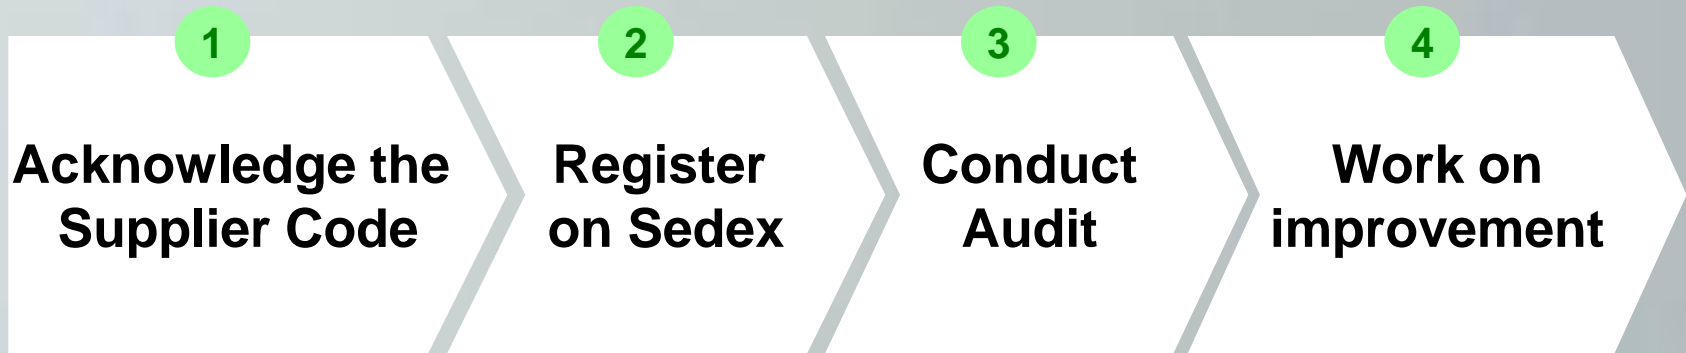 1
Acknowledge the
Supplier Code
2
Register
on Sedex
3
Conduct
Audit
4
Work on
improvement